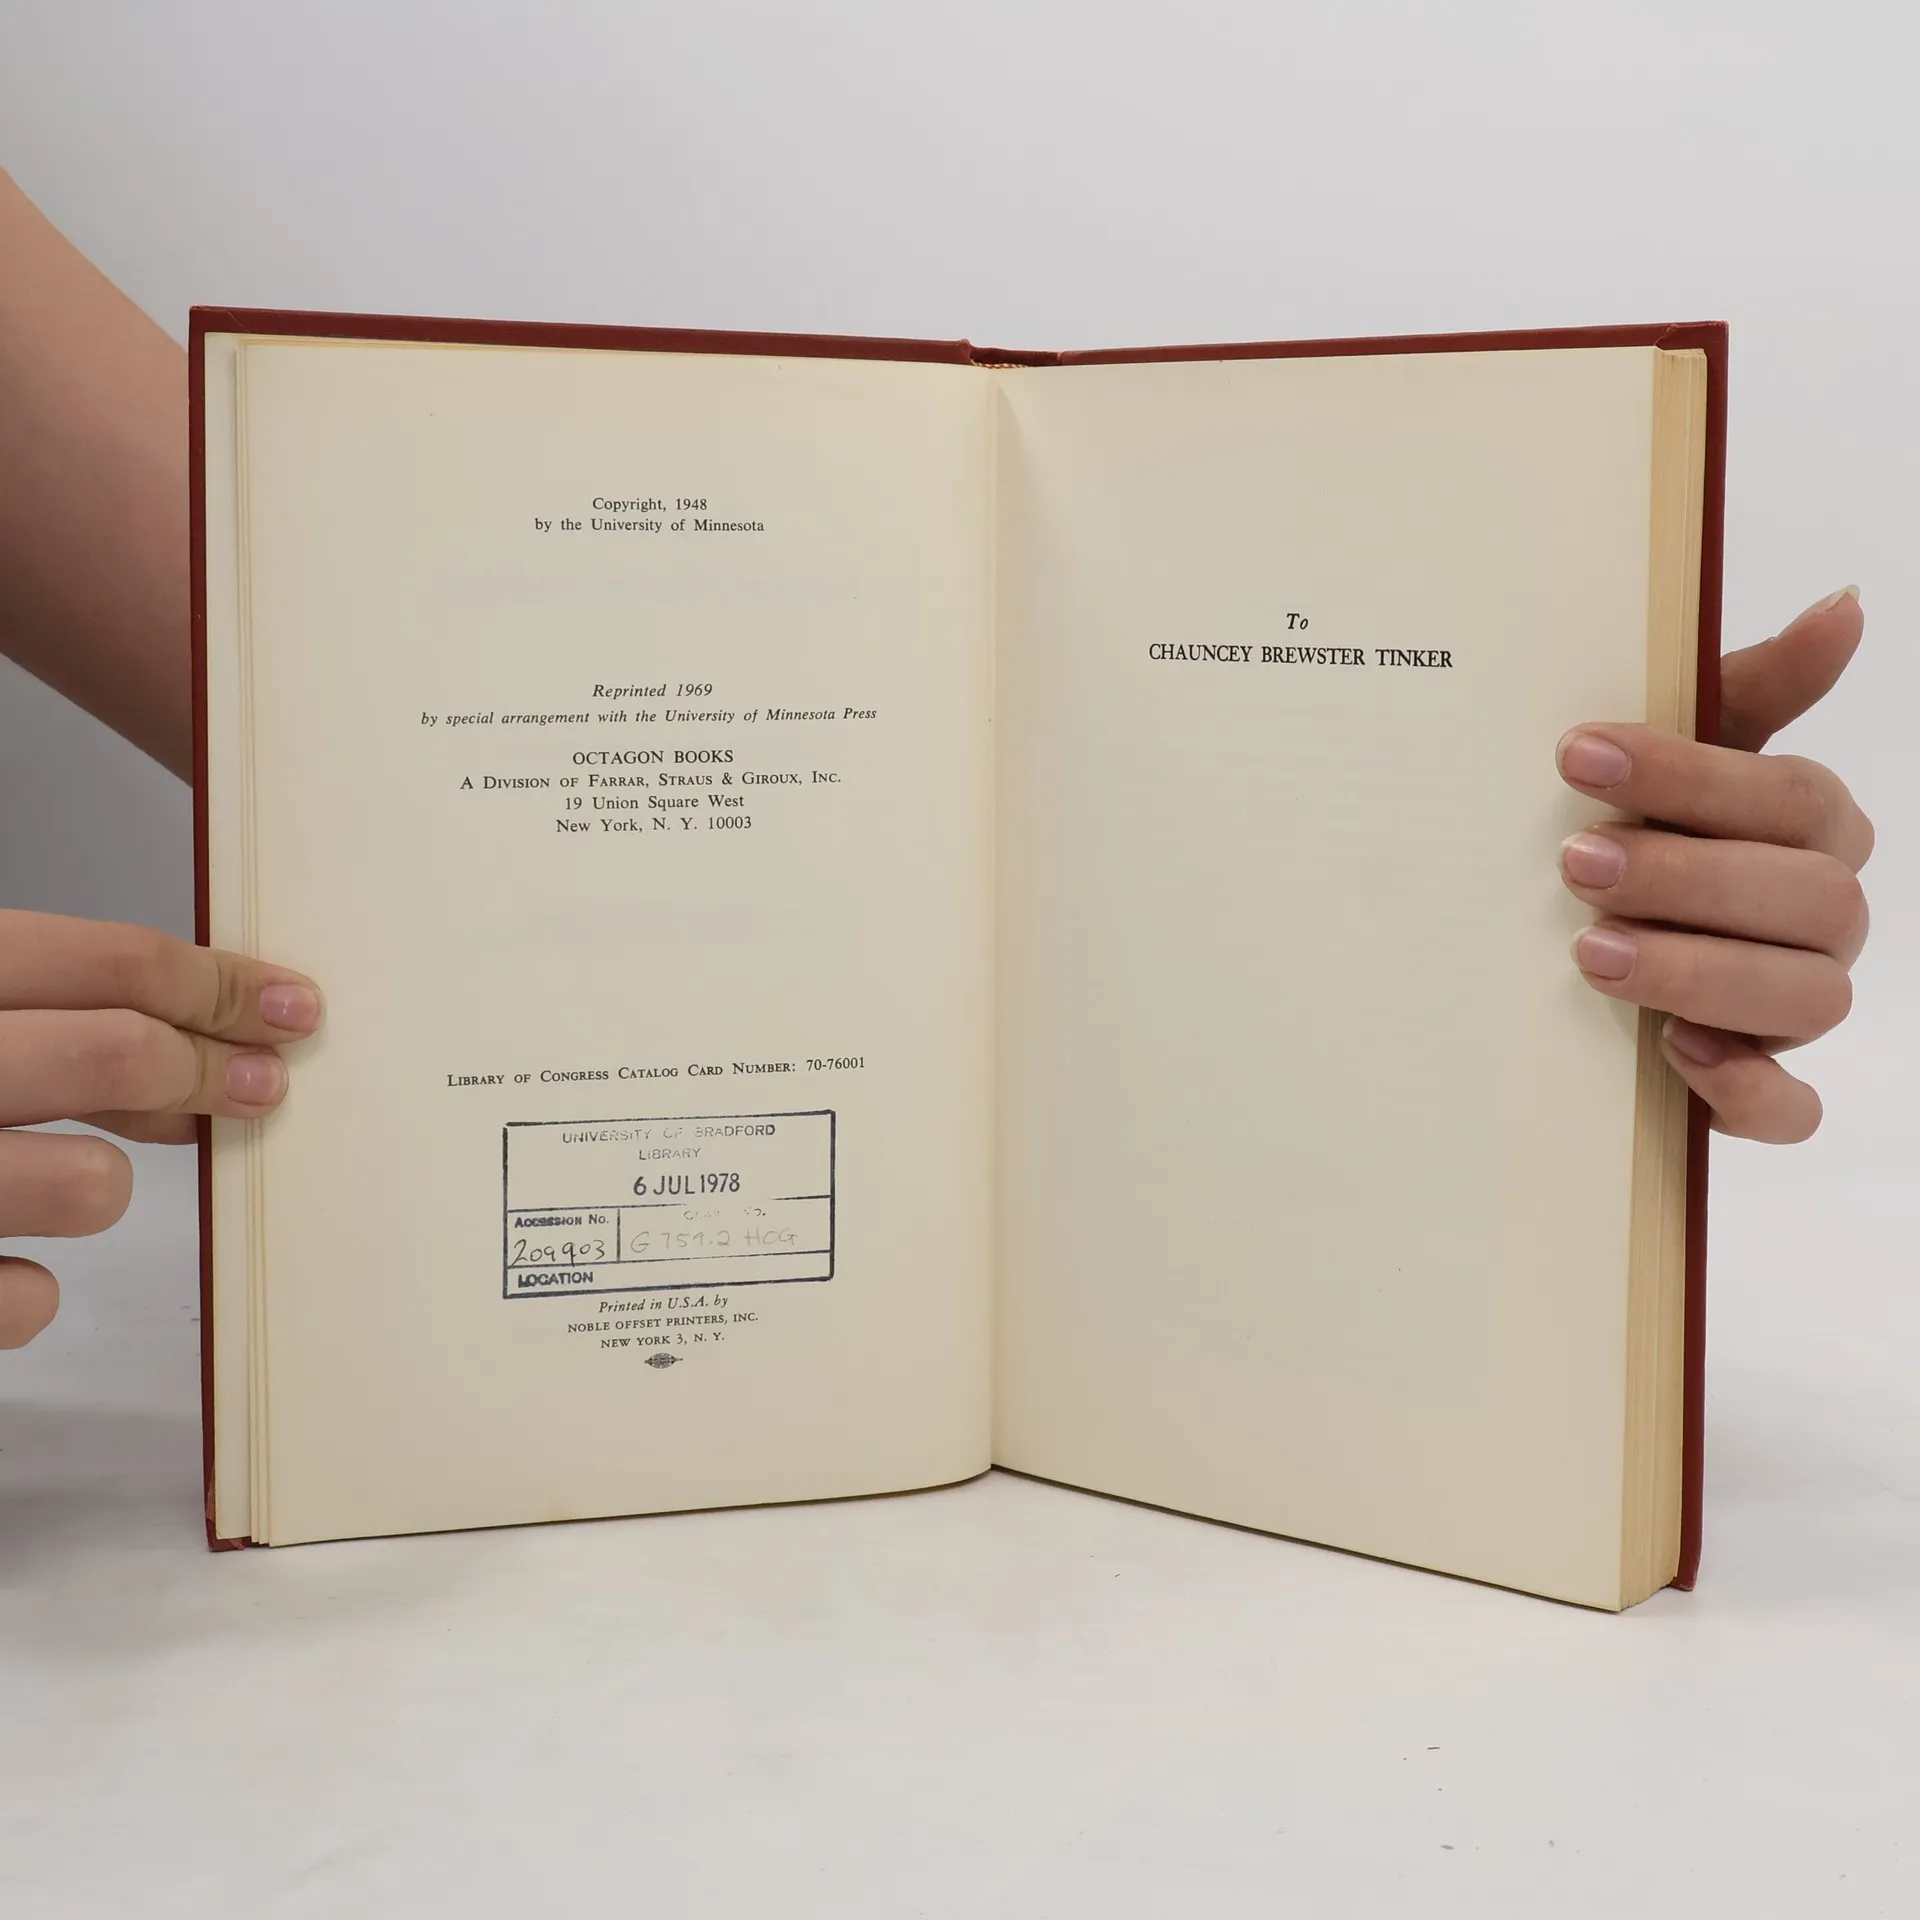 Copyright, 1948
by the University of Minnesota
Reprinted 1969
by special arrangement with the University of Minnesota Press
OCTAGON BOOKS
A DIVISION OF FARRAR, STRAUS & GIROUX, INC.
19 Union Square West
New York, N. Y. 10003
LIBRARY OF CONGRESS CATALOG CARD NUMBER: 70-76001
UNIVERSITY OF BRADFORD
LIBRARY
6 JUL 1978
ACCESSION No.
209903
G 759.2 HOG
LOCATION
Printed in U.S.A. by
NOBLE OFFSET PRINTERS, INC.
NEW YORK 3, N. Y.
To
CHAUNCEY BREWSTER TINKER